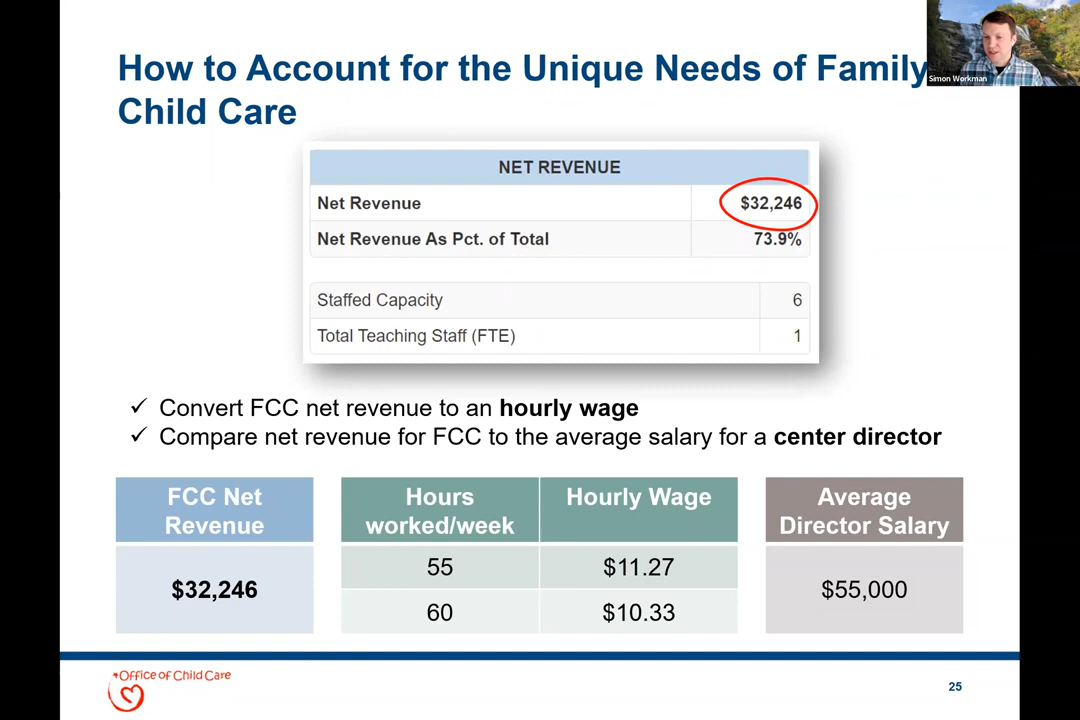 How to Account for the Unique Needs of Family
Child Care
Simon Workman
NET REVENUE
Net Revenue $32,246
Net Revenue As Pct. of Total 73.9%
Staffed Capacity 6
Total Teaching Staff (FTE) 1
✓ Convert FCC net revenue to an hourly wage
✓ Compare net revenue for FCC to the average salary for a center director
FCC Net
Revenue
$32,246
Hours
worked/week
Hourly Wage
55 $11.27
60 $10.33
Average
Director Salary
$55,000
Office of Child Care
25